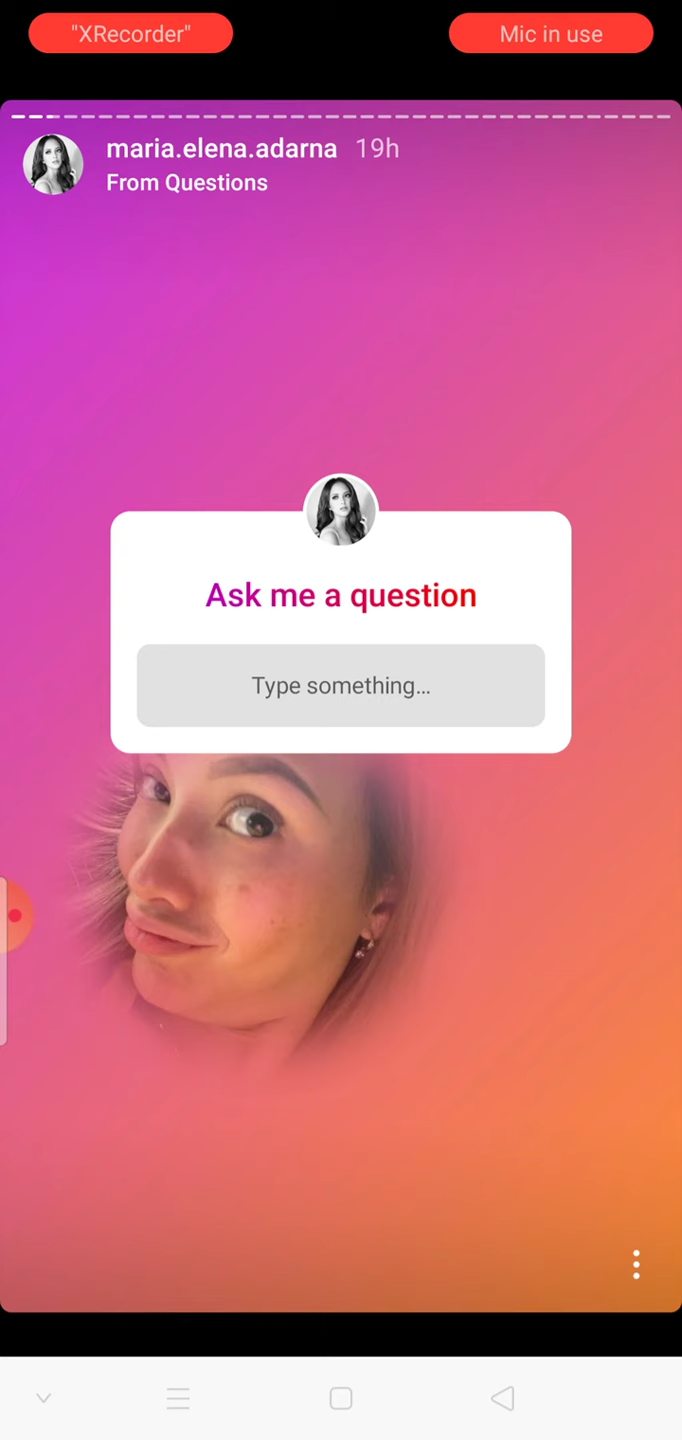 "XRecorder"
Mic in use
maria.elena.adarna 19h
From Questions
Ask me a question
Type something...